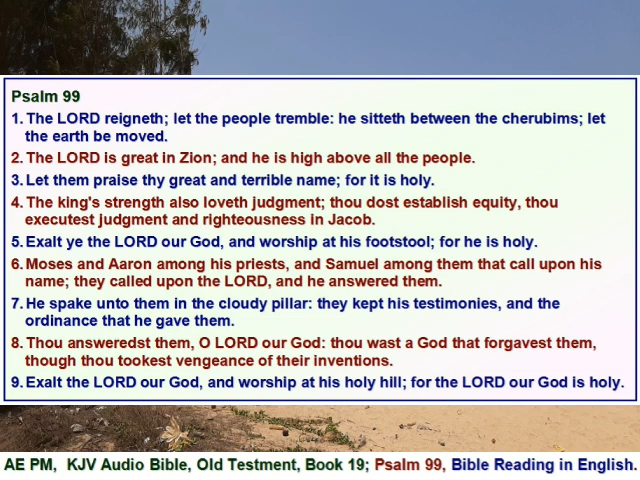 Psalm 99
1. The LORD reigneth; let the people tremble: he sitteth between the cherubims; let
the earth be moved.
2. The LORD is great in Zion; and he is high above all the people.
3. Let them praise thy great and terrible name; for it is holy.
4. The king's strength also loveth judgment; thou dost establish equity, thou
executest judgment and righteousness in Jacob.
5. Exalt ye the LORD our God, and worship at his footstool; for he is holy.
6. Moses and Aaron among his priests, and Samuel among them that call upon his
name; they called upon the LORD, and he answered them.
7. He spake unto them in the cloudy pillar: they kept his testimonies, and the
ordinance that he gave them.
8. Thou answeredst them, O LORD our God: thou wast a God that forgavest them,
though thou tookest vengeance of their inventions.
9. Exalt the LORD our God, and worship at his holy hill; for the LORD our God is holy.
AE PM, KJV Audio Bible, Old Testment, Book 19; Psalm 99, Bible Reading in English.